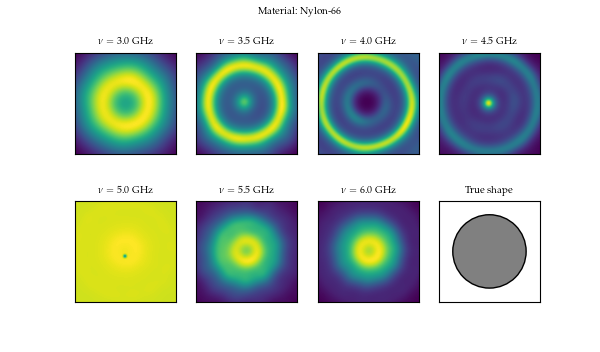 Material: Nylon-66
ν = 3.0 GHz
ν = 3.5 GHz
ν = 4.0 GHz
ν = 4.5 GHz
ν = 5.0 GHz
ν = 5.5 GHz
ν = 6.0 GHz
True shape